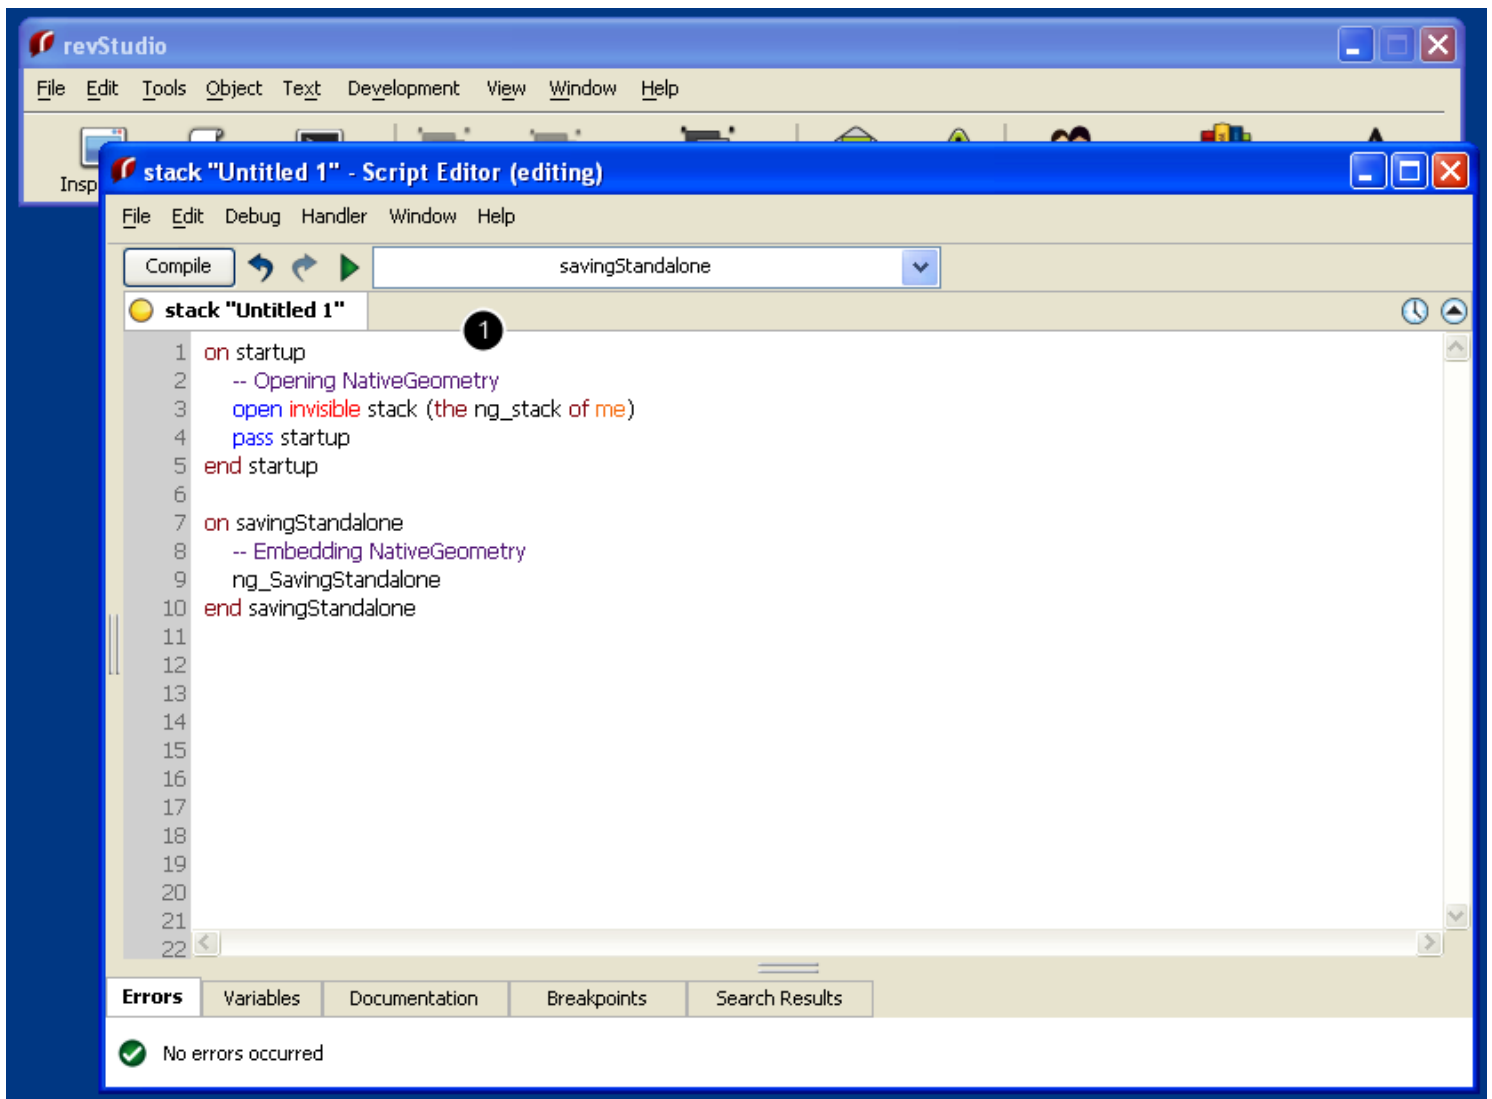 revStudio
File Edit Tools Object Text Development View Window Help
Insp
stack "Untitled 1" - Script Editor (editing)
File Edit Debug Handler Window Help
Compile savingStandalone
stack "Untitled 1"
1
1 on startup
2 -- Opening NativeGeometry
3 open invisible stack (the ng_stack of me)
4 pass startup
5 end startup
6
7 on savingStandalone
8 -- Embedding NativeGeometry
9 ng_SavingStandalone
10 end savingStandalone
11
12
13
14
15
16
17
18
19
20
21
22
Errors Variables Documentation Breakpoints Search Results
No errors occurred